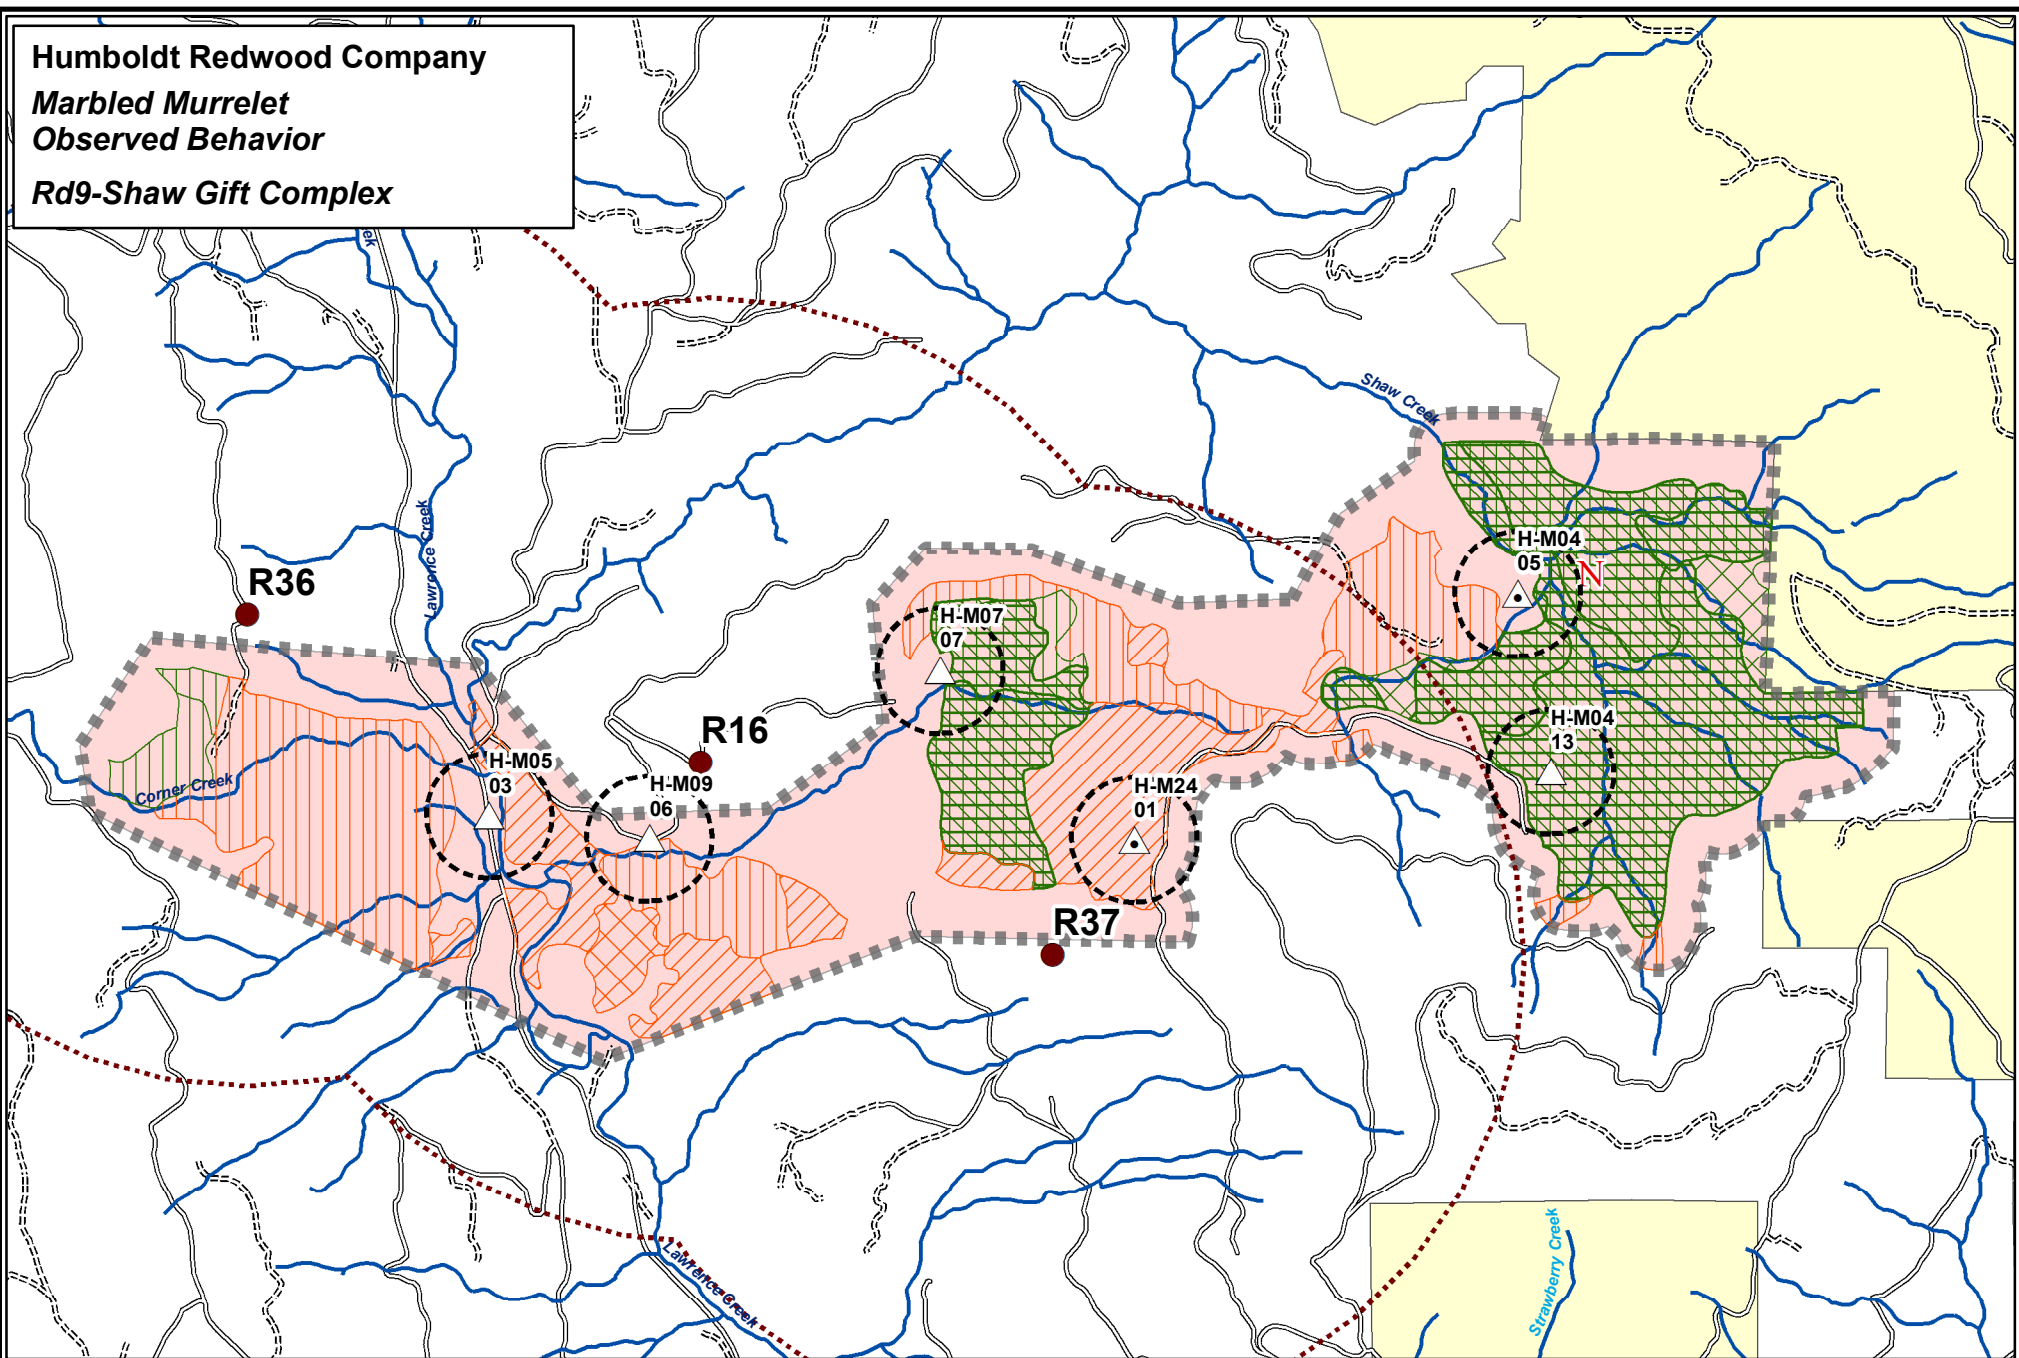 Humboldt Redwood Company
Marbled Murrelet
Observed Behavior
Rd9-Shaw Gift Complex
ek
Shaw Creek
Lawrence Creek
H-M04
05
N
R36
H-M07
07
R16
H-M04
13
H-M05
03
Corner Creek
H-M09
06
H-M24
01
R37
Lawrence Creek
Strawberry Creek